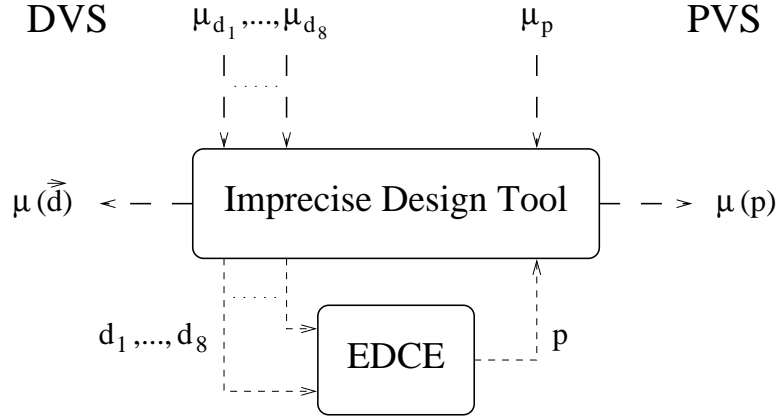 DVS μd₁,...,μd₈ μp PVS
.....
μ(d⃗) Imprecise Design Tool μ(p)
.....
d₁,...,d₈ EDCE p